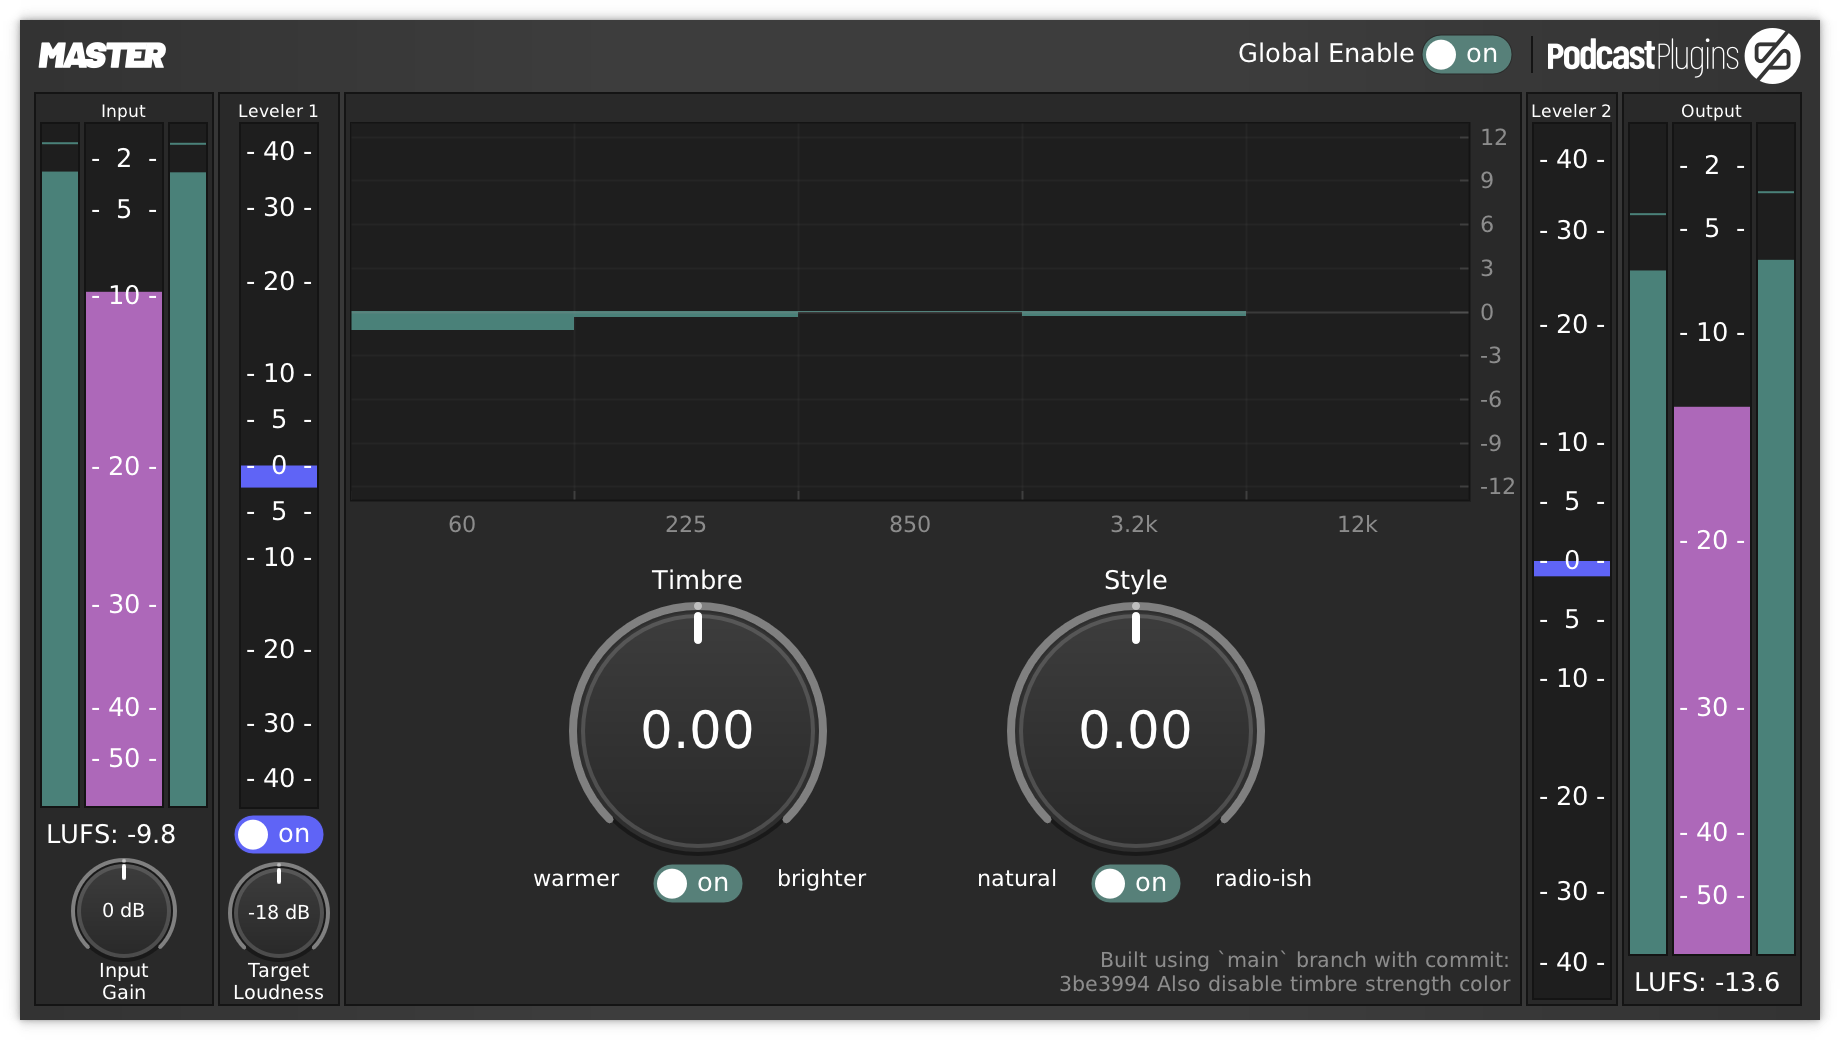 MASTER
Global Enable on
PodcastPlugins
Input
- 2 -
- 5 -
- 10 -
- 20 -
- 30 -
- 40 -
- 50 -
LUFS: -9.8
0 dB
Input
Gain
Leveler 1
- 40 -
- 30 -
- 20 -
- 10 -
- 5 -
- 0 -
- 5 -
- 10 -
- 20 -
- 30 -
- 40 -
on
-18 dB
Target
Loudness
12
9
6
3
0
-3
-6
-9
-12
60 225 850 3.2k 12k
Timbre
0.00
warmer on brighter
Style
0.00
natural on radio-ish
Built using `main` branch with commit:
3be3994 Also disable timbre strength color
Leveler 2
- 40 -
- 30 -
- 20 -
- 10 -
- 5 -
- 0 -
- 5 -
- 10 -
- 20 -
- 30 -
- 40 -
Output
- 2 -
- 5 -
- 10 -
- 20 -
- 30 -
- 40 -
- 50 -
LUFS: -13.6